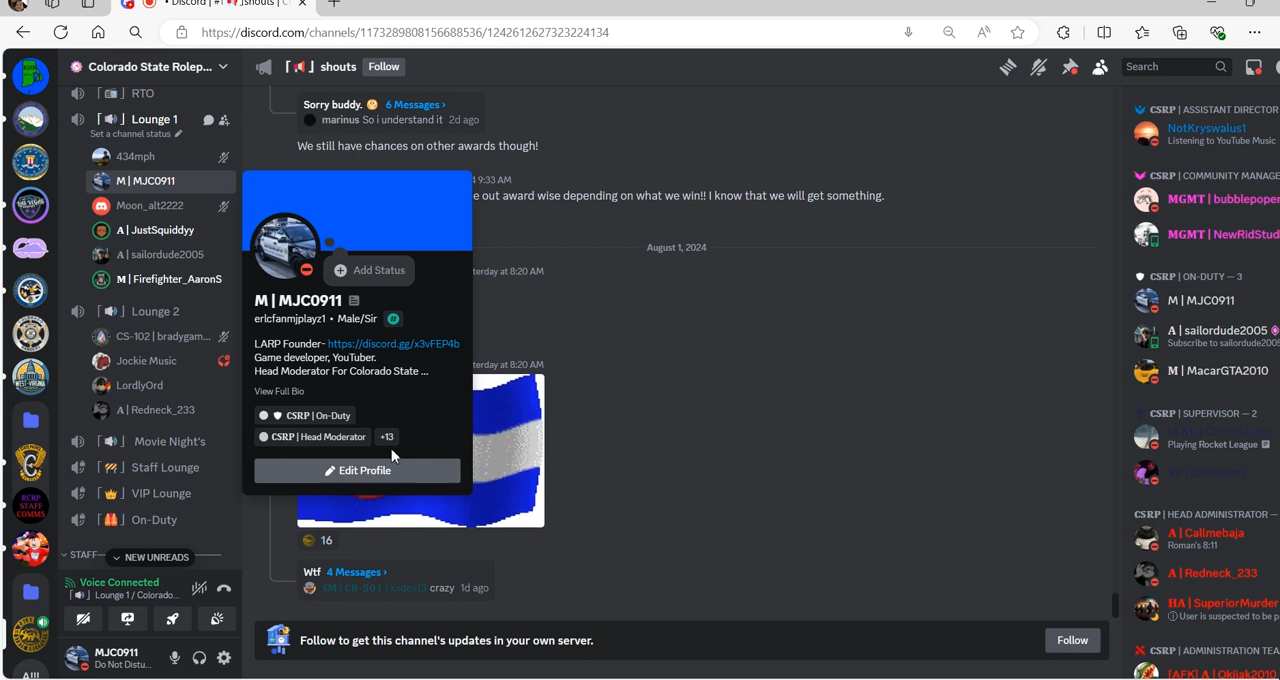 Discord | #
shouts | C
https://discord.com/channels/1173289808156688536/1242612627323224134
Colorado State Rolep...
RTO
Lounge 1
Set a channel status
434mph
M | MJC0911
Moon_alt2222
A | JustSquiddyy
A | sailordude2005
M | Firefighter_AaronS
Lounge 2
CS-102 | bradygam...
Jockie Music
LordlyOrd
A | Redneck_233
Movie Night's
Staff Lounge
VIP Lounge
On-Duty
STAFF
NEW UNREADS
Voice Connected
Lounge 1 / Colorado...
MJC0911
Do Not Distu...
RCRP
STAFF
COMMS
shouts
Follow
Search
Sorry buddy. 6 Messages ›
marinus So i understand it 2d ago
We still have chances on other awards though!
9:33 AM
e out award wise depending on what we win!! I know that we will get something.
August 1, 2024
terday at 8:20 AM
terday at 8:20 AM
Add Status
M | MJC0911
erlcfanmjplayz1 • Male/Sir
LARP Founder- https://discord.gg/x3vFEP4b
Game developer, YouTuber.
Head Moderator For Colorado State ...
View Full Bio
CSRP | On-Duty
CSRP | Head Moderator +13
Edit Profile
16
Wtf 4 Messages ›
crazy 1d ago
Follow to get this channel's updates in your own server.
Follow
CSRP | ASSISTANT DIRECTOR
NotKryswalus1
Listening to YouTube Music
CSRP | COMMUNITY MANAGE
MGMT | bubblepoper
MGMT | NewRidStud
CSRP | ON-DUTY — 3
M | MJC0911
A | sailordude2005
Subscribe to sailordude2005
M | MacarGTA2010
CSRP | SUPERVISOR — 2
Playing Rocket League
CSRP | HEAD ADMINISTRATOR —
A | Callmebaja
Roman's 8:11
A | Redneck_233
HA | SuperiorMurder
User is suspected to be p
CSRP | ADMINISTRATION TEA
[AFK] A | Okijak2010